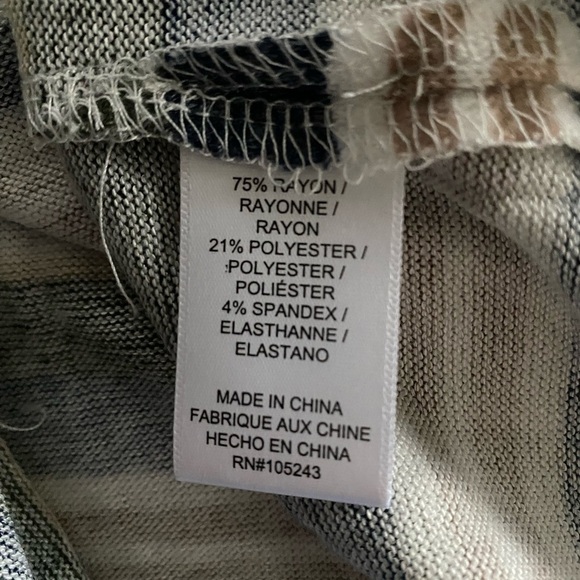 75% RAYON /
RAYONNE /
RAYON
21% POLYESTER /
POLYESTER /
POLIÉSTER
4% SPANDEX /
ELASTHANNE /
ELASTANO
MADE IN CHINA
FABRIQUE AUX CHINE
HECHO EN CHINA
RN#105243